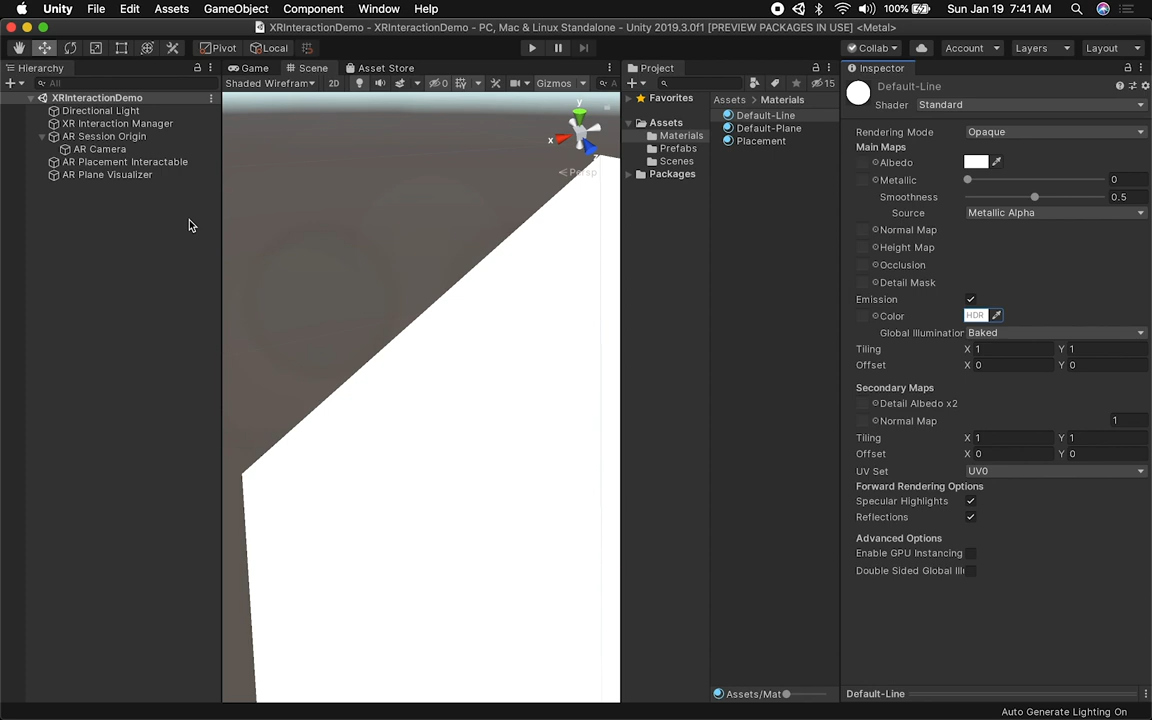 Unity File Edit Assets GameObject Component Window Help 100% Sun Jan 19 7:41 AM
XRInteractionDemo - XRInteractionDemo - PC, Mac & Linux Standalone - Unity 2019.3.0f1 [PREVIEW PACKAGES IN USE] <Metal>
Pivot Local Collab Account Layers Layout
Hierarchy
All
XRInteractionDemo
Directional Light
XR Interaction Manager
AR Session Origin
AR Camera
AR Placement Interactable
AR Plane Visualizer
Game Scene Asset Store
Shaded Wireframe 2D 0 Gizmos A
y
x
z
Persp
Project
15
Favorites
Assets
Materials
Prefabs
Scenes
Packages
Assets > Materials
Default-Line
Default-Plane
Placement
Assets/Mat
Inspector
Default-Line
Shader Standard
Rendering Mode Opaque
Main Maps
Albedo
Metallic 0
Smoothness 0.5
Source Metallic Alpha
Normal Map
Height Map
Occlusion
Detail Mask
Emission
Color HDR
Global Illumination Baked
Tiling X 1 Y 1
Offset X 0 Y 0
Secondary Maps
Detail Albedo x2
Normal Map 1
Tiling X 1 Y 1
Offset X 0 Y 0
UV Set UV0
Forward Rendering Options
Specular Highlights
Reflections
Advanced Options
Enable GPU Instancing
Double Sided Global Ill
Default-Line
Auto Generate Lighting On